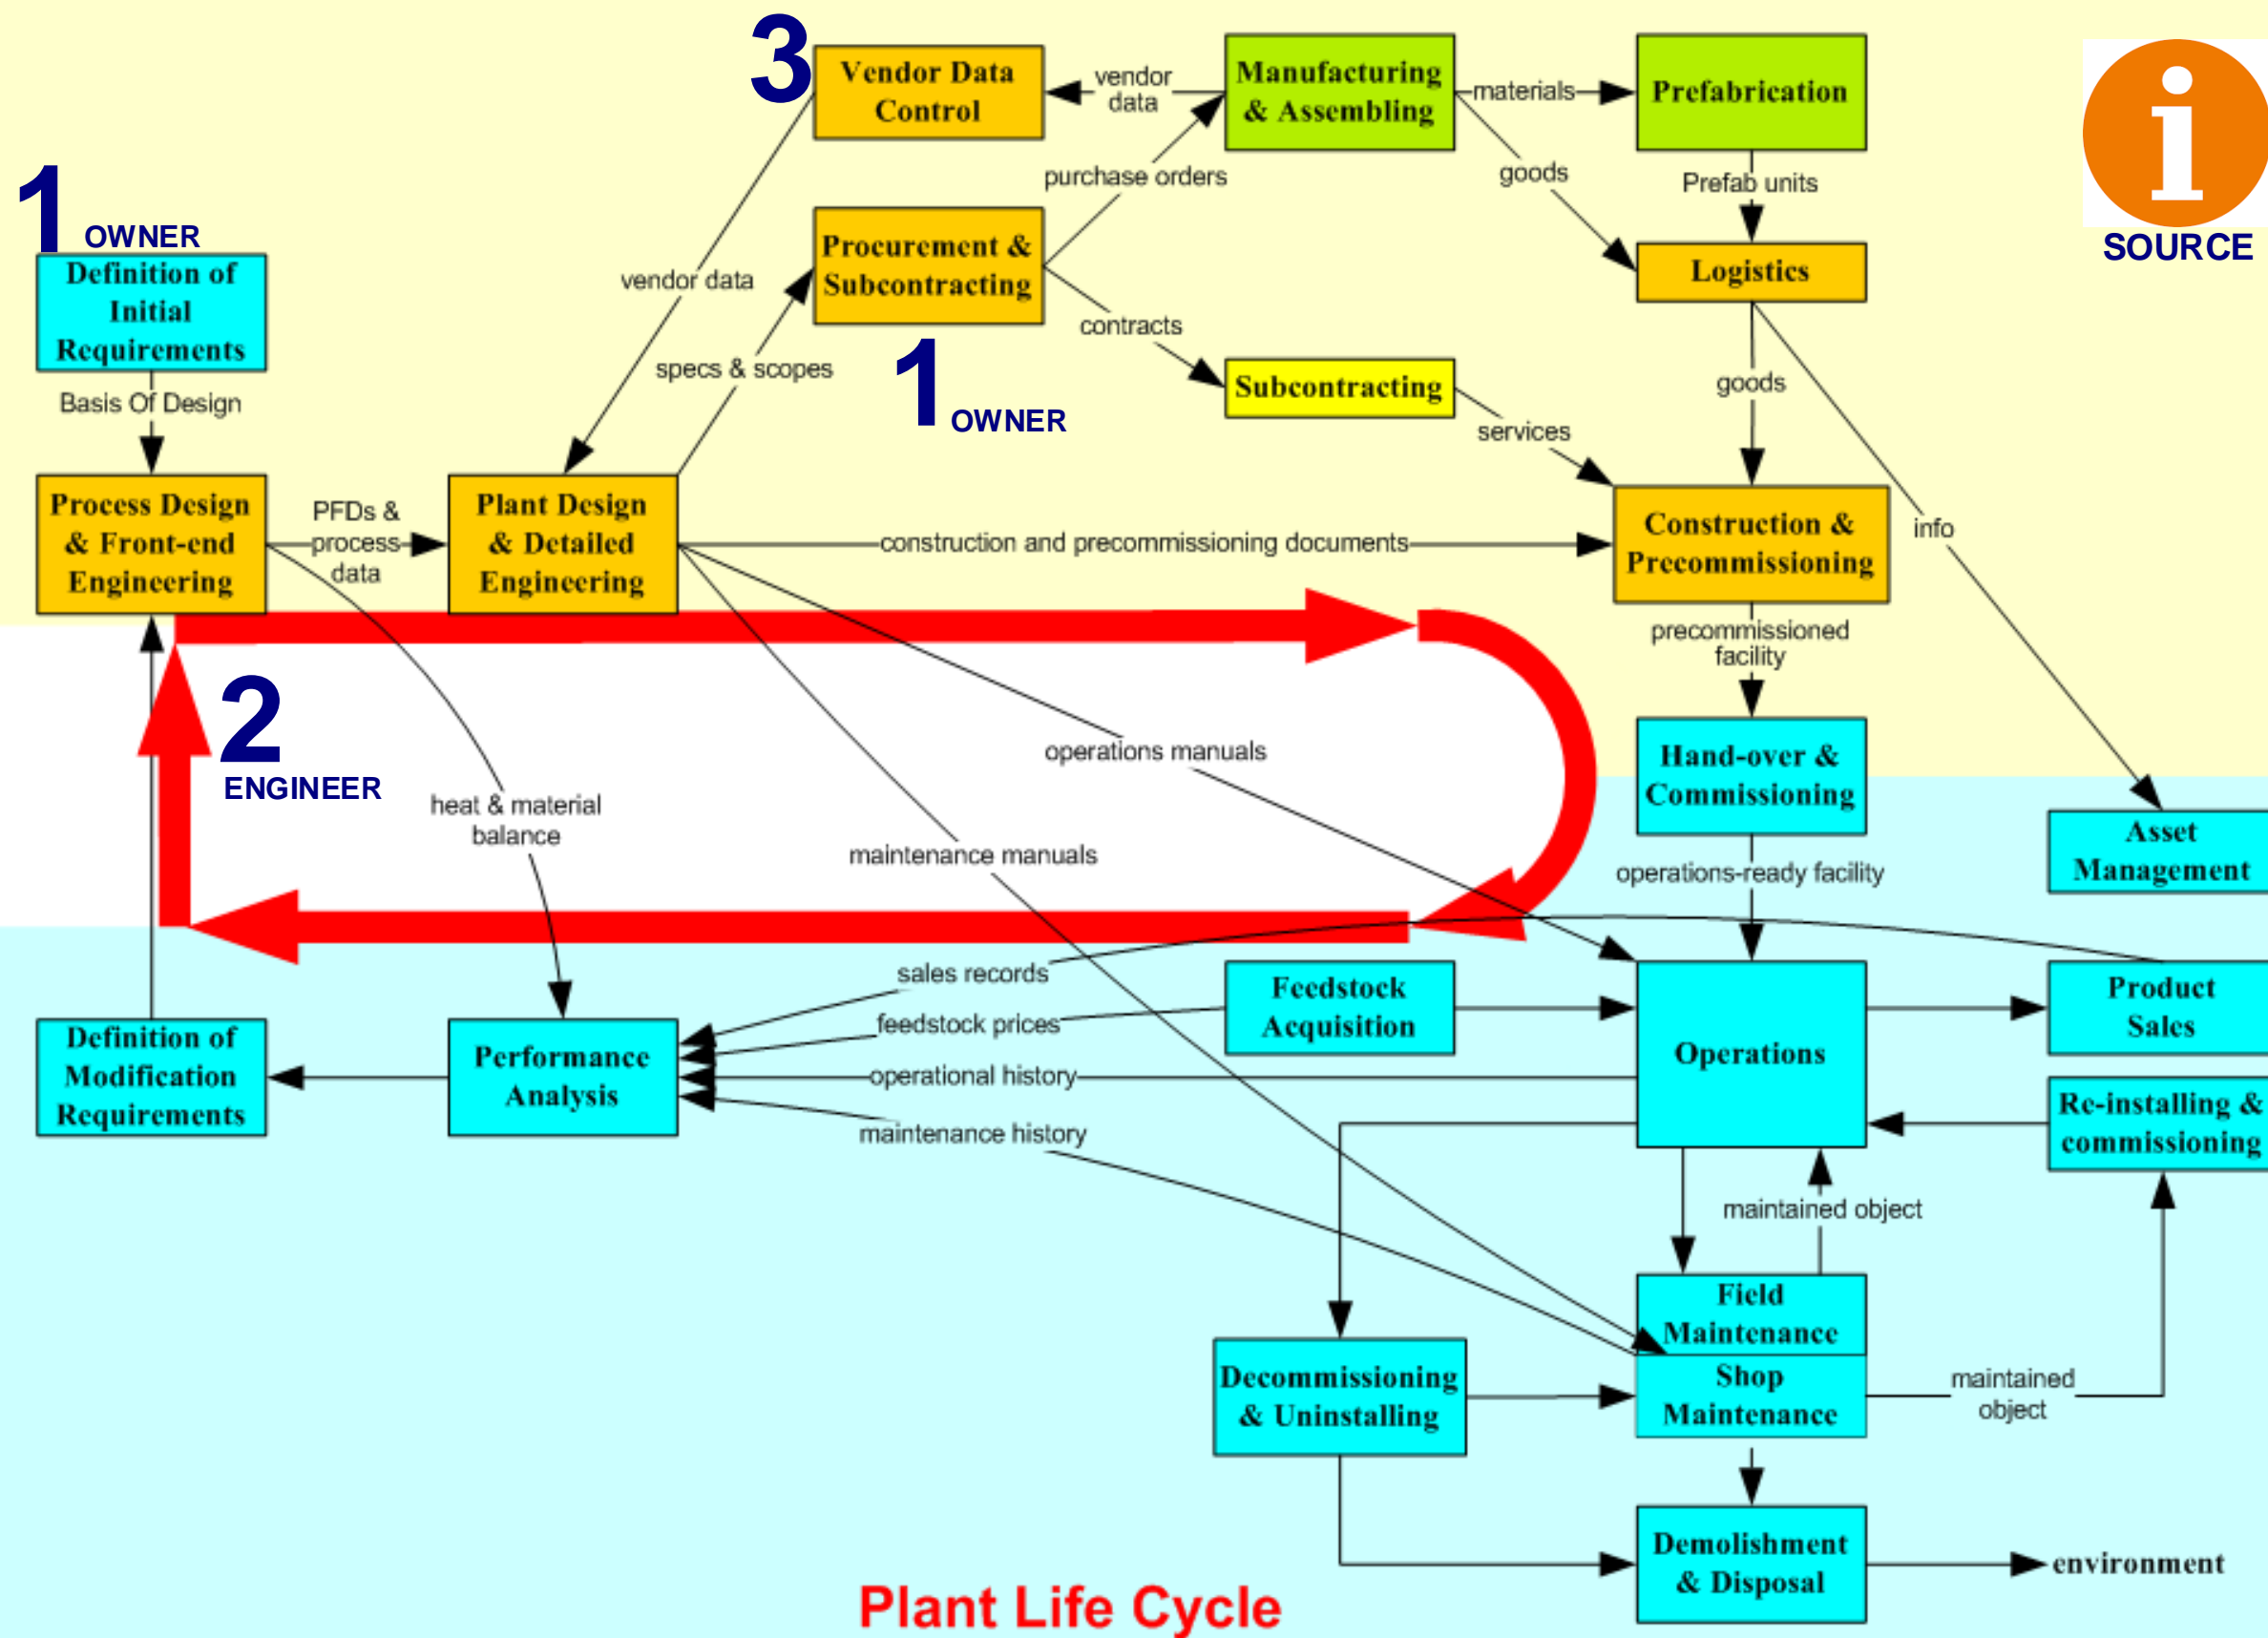 3
Vendor Data
Control
vendor
data
Manufacturing
& Assembling
materials
Prefabrication
i
SOURCE
1
OWNER
Definition of
Initial
Requirements
purchase orders
goods
Prefab units
Procurement &
Subcontracting
Logistics
vendor data
contracts
specs & scopes
1
OWNER
Subcontracting
goods
services
Basis Of Design
Process Design
& Front-end
Engineering
PFDs &
process
data
Plant Design
& Detailed
Engineering
construction and precommissioning documents
Construction &
Precommissioning
info
precommissioned
facility
2
ENGINEER
operations manuals
Hand-over &
Commissioning
heat & material
balance
maintenance manuals
operations-ready facility
Asset
Management
sales records
feedstock prices
operational history
maintenance history
Feedstock
Acquisition
Operations
Product
Sales
Definition of
Modification
Requirements
Performance
Analysis
Re-installing &
commissioning
maintained object
Field
Maintenance
Shop
Maintenance
maintained
object
Decommissioning
& Uninstalling
Demolishment
& Disposal
environment
Plant Life Cycle